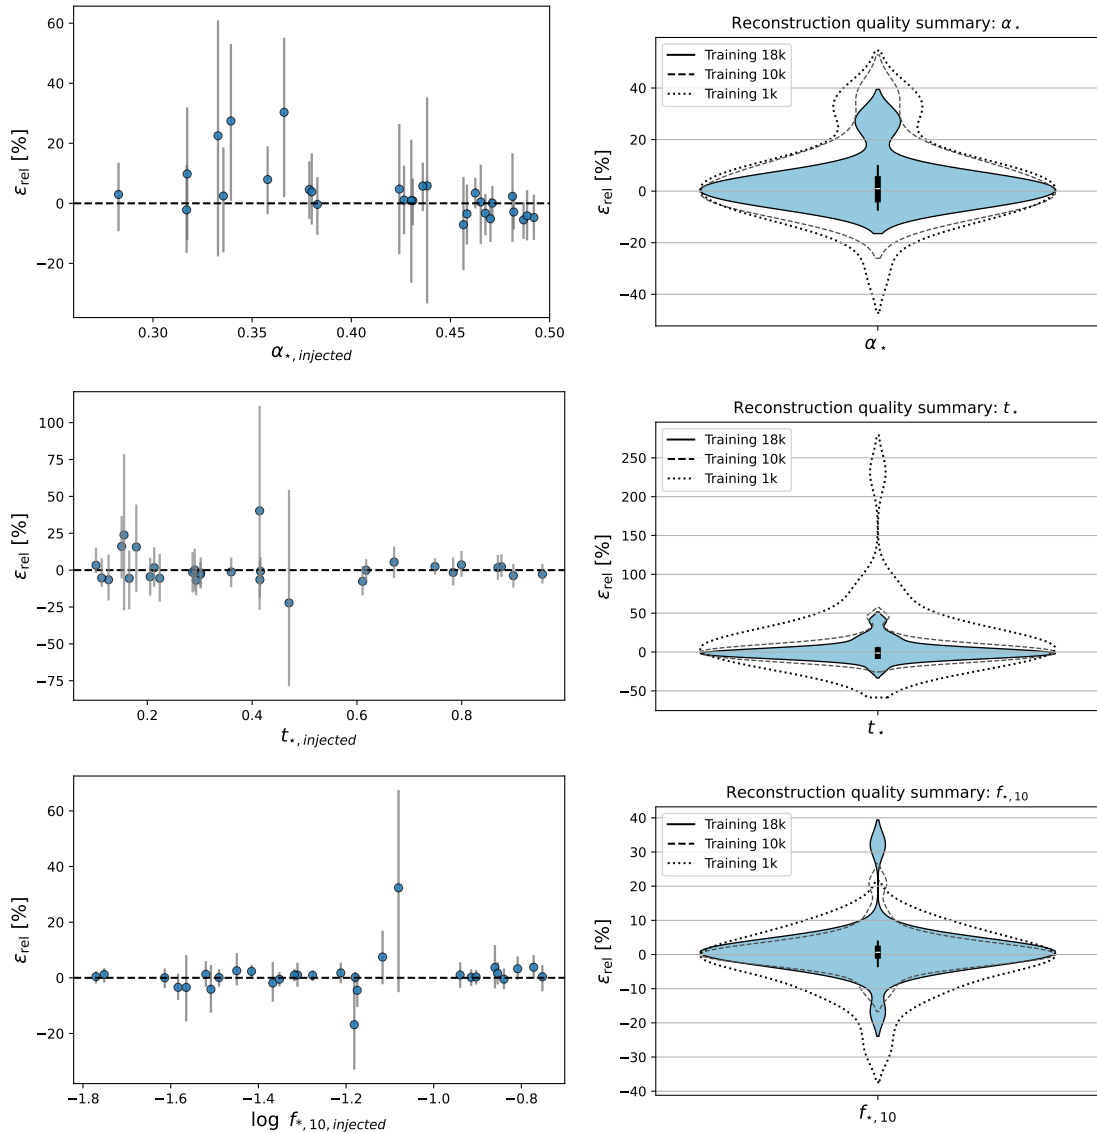 60
40
20
0
−20
ε_rel [%]
0.30 0.35 0.40 0.45 0.50
α⋆, injected
Reconstruction quality summary: α⋆
Training 18k
Training 10k
Training 1k
40
20
0
−20
−40
ε_rel [%]
α⋆
100
75
50
25
0
−25
−50
−75
ε_rel [%]
0.2 0.4 0.6 0.8
t⋆, injected
Reconstruction quality summary: t⋆
Training 18k
Training 10k
Training 1k
250
200
150
100
50
0
−50
ε_rel [%]
t⋆
60
40
20
0
−20
ε_rel [%]
−1.8 −1.6 −1.4 −1.2 −1.0 −0.8
log f*, 10, injected
Reconstruction quality summary: f⋆, 10
Training 18k
Training 10k
Training 1k
40
30
20
10
0
−10
−20
−30
−40
ε_rel [%]
f⋆, 10